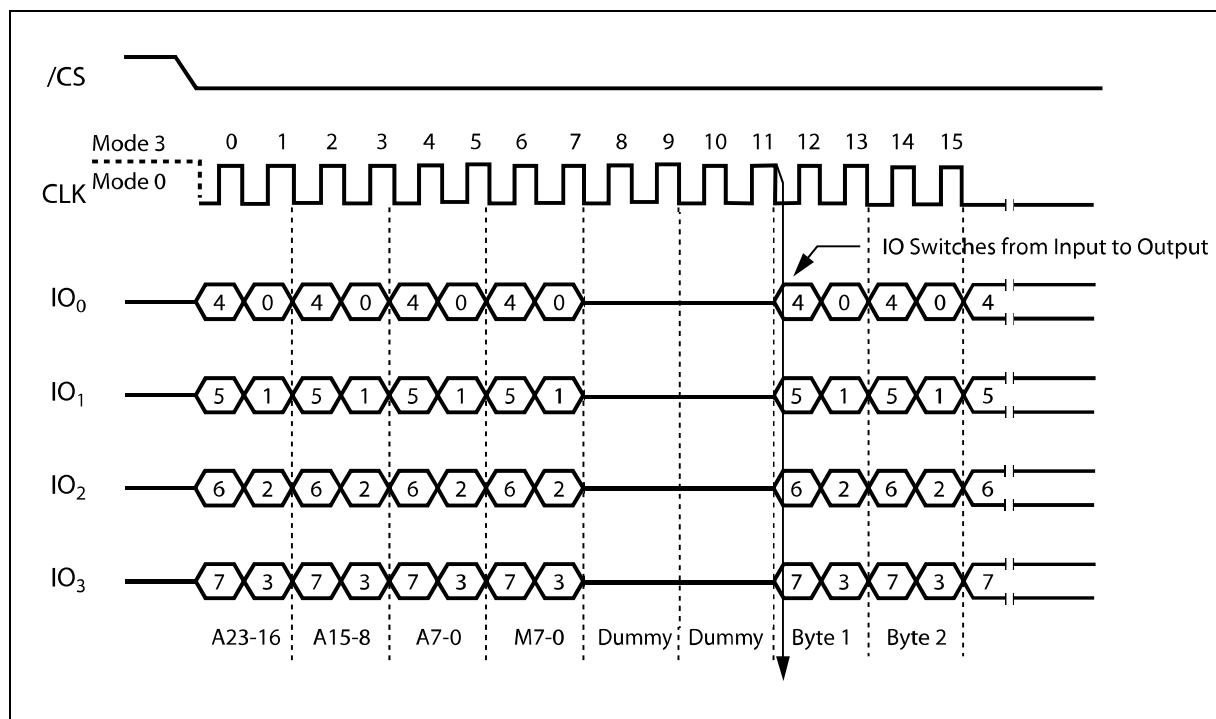 /CS
Mode 3 0 1 2 3 4 5 6 7 8 9 10 11 12 13 14 15
Mode 0
CLK
IO Switches from Input to Output
IO0 4 0 4 0 4 0 4 0 4 0 4 0 4
IO1 5 1 5 1 5 1 5 1 5 1 5 1 5
IO2 6 2 6 2 6 2 6 2 6 2 6 2 6
IO3 7 3 7 3 7 3 7 3 7 3 7 3 7
A23-16 A15-8 A7-0 M7-0 Dummy Dummy Byte 1 Byte 2